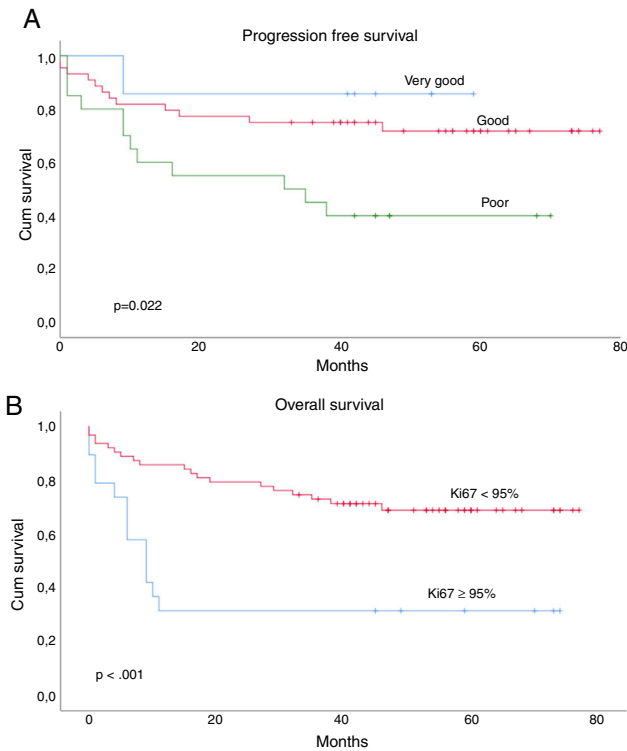 A
Progression free survival
1,0
0,8
0,6
0,4
0,2
0,0
Cum survival
Very good
Good
Poor
p=0.022
0 20 40 60 80
Months
B
Overall survival
1,0
0,8
0,6
0,4
0,2
0,0
Cum survival
Ki67 < 95%
Ki67 ≥ 95%
p < .001
0 20 40 60 80
Months